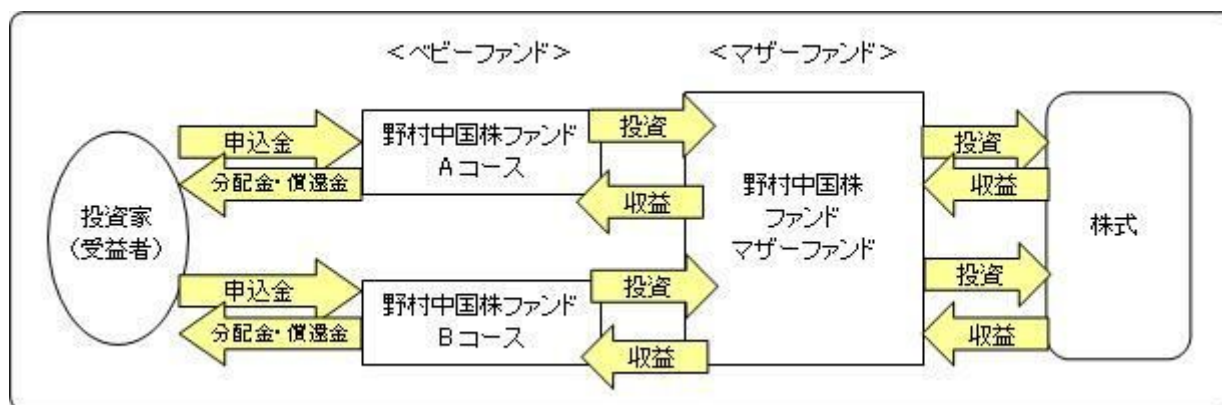 <ベビーファンド>
<マザーファンド>
投資家
(受益者)
申込金
分配金・償還金
野村中国株ファンド
Aコース
投資
収益
申込金
分配金・償還金
野村中国株ファンド
Bコース
投資
収益
野村中国株
ファンド
マザーファンド
投資
収益
投資
収益
株式